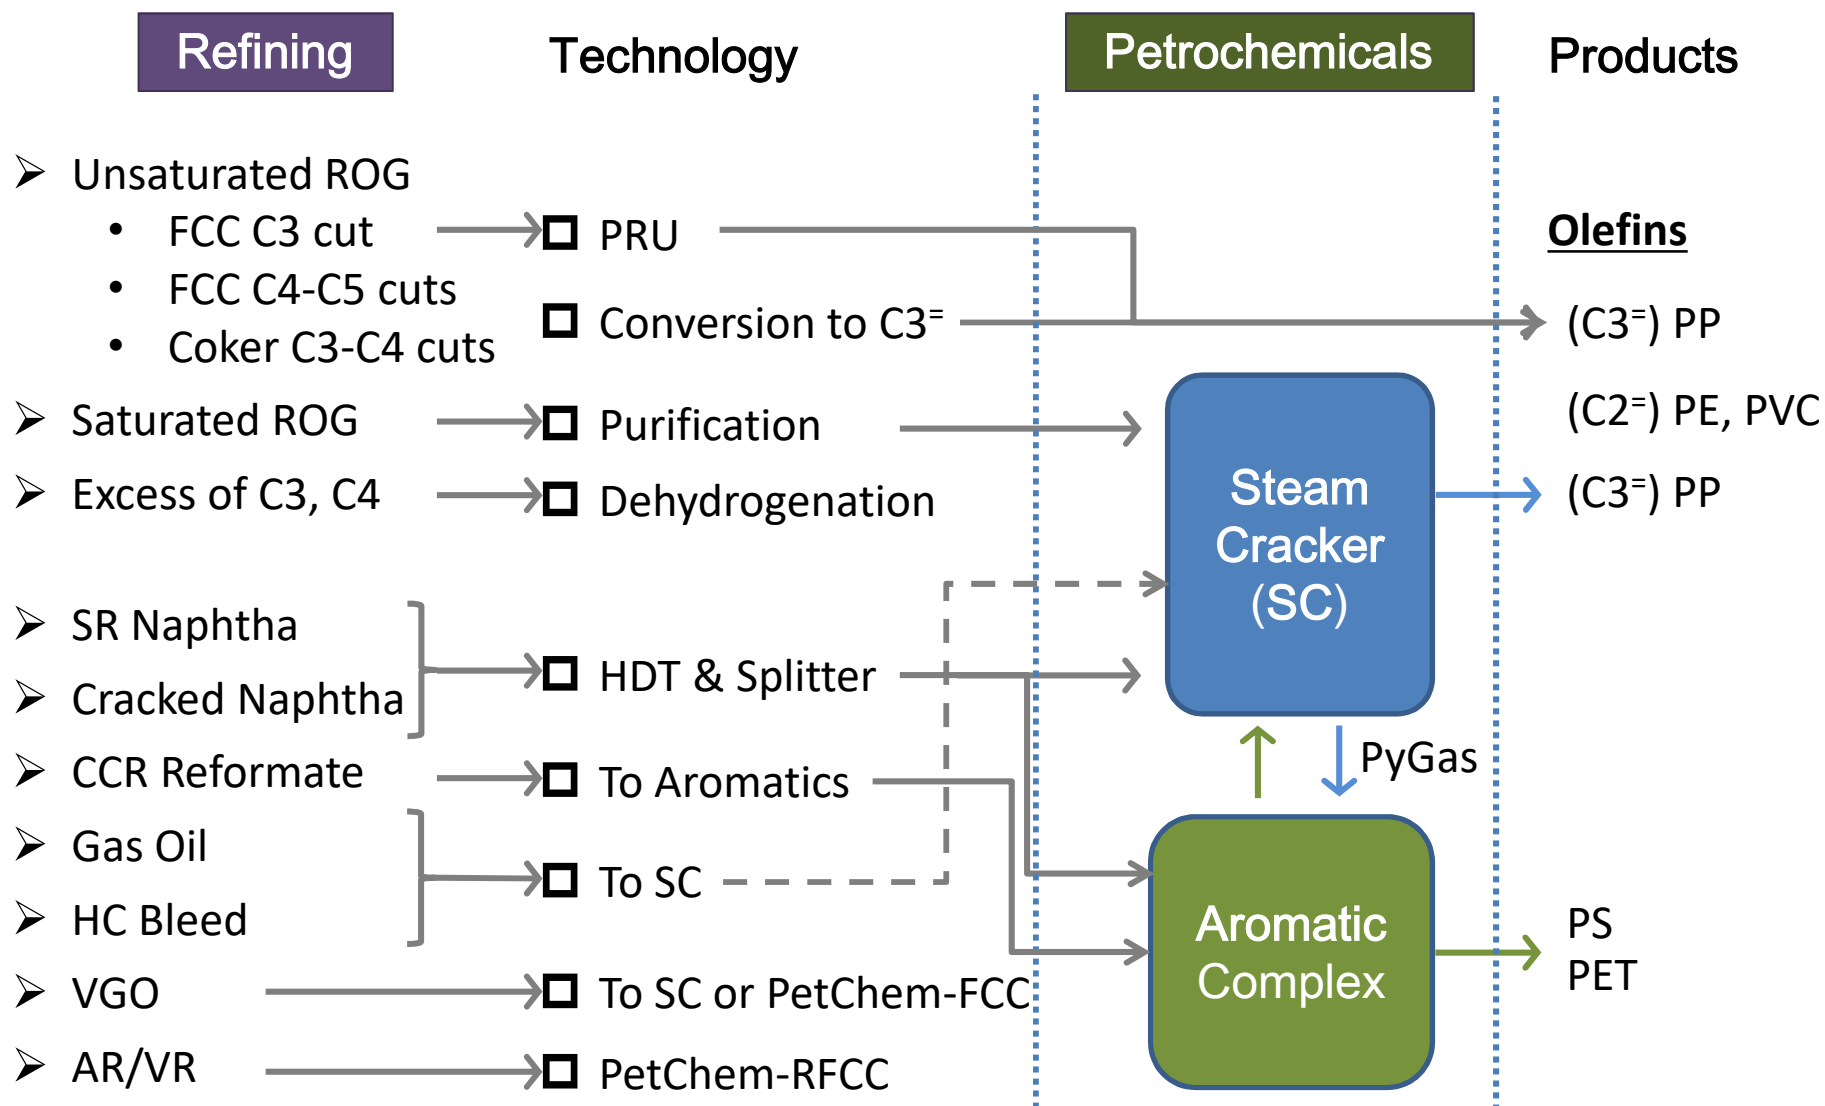 Refining
Technology
Petrochemicals
Products
Unsaturated ROG
FCC C3 cut
PRU
Olefins
FCC C4-C5 cuts
Conversion to C3=
(C3=) PP
Coker C3-C4 cuts
Saturated ROG
Purification
(C2=) PE, PVC
Excess of C3, C4
Dehydrogenation
Steam
Cracker
(SC)
(C3=) PP
SR Naphtha
Cracked Naphtha
HDT & Splitter
CCR Reformate
To Aromatics
PyGas
Gas Oil
HC Bleed
To SC
Aromatic
Complex
PS
PET
VGO
To SC or PetChem-FCC
AR/VR
PetChem-RFCC